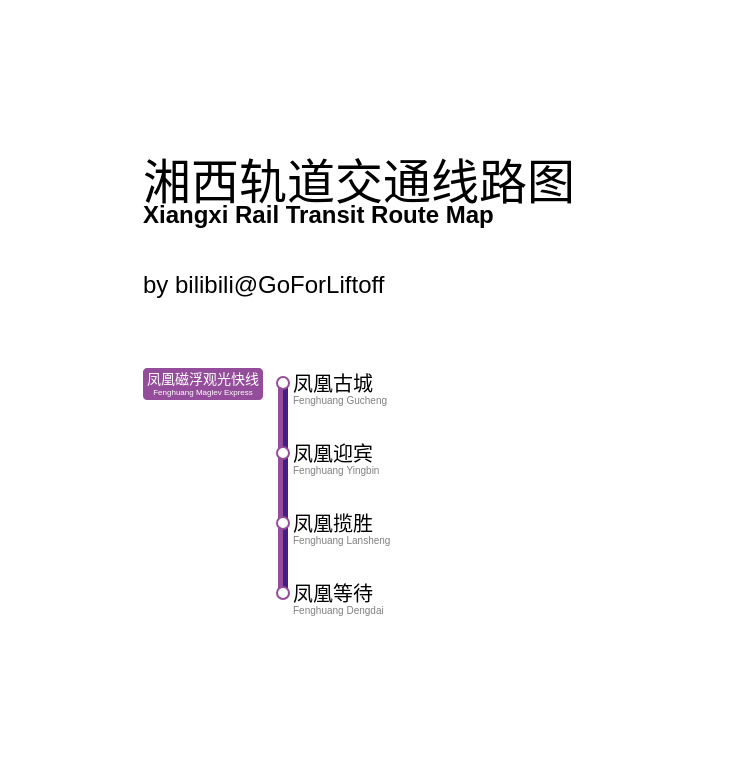 湘西轨道交通线路图
Xiangxi Rail Transit Route Map
by bilibili@GoForLiftoff
凤凰磁浮观光快线
Fenghuang Maglev Express
凤凰古城
Fenghuang Gucheng
凤凰迎宾
Fenghuang Yingbin
凤凰揽胜
Fenghuang Lansheng
凤凰等待
Fenghuang Dengdai